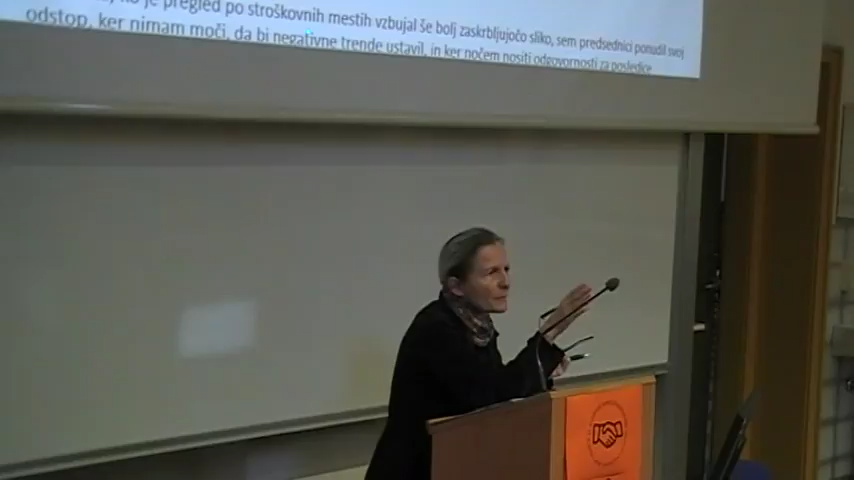 je pregled po stroškovnih mestih vzbujal še bolj zaskrbljujočo sliko, sem predsednici ponudil svoj
odstop, ker nimam moči, da bi negativne trende ustavil, in ker nočem nositi odgovornosti za posledice